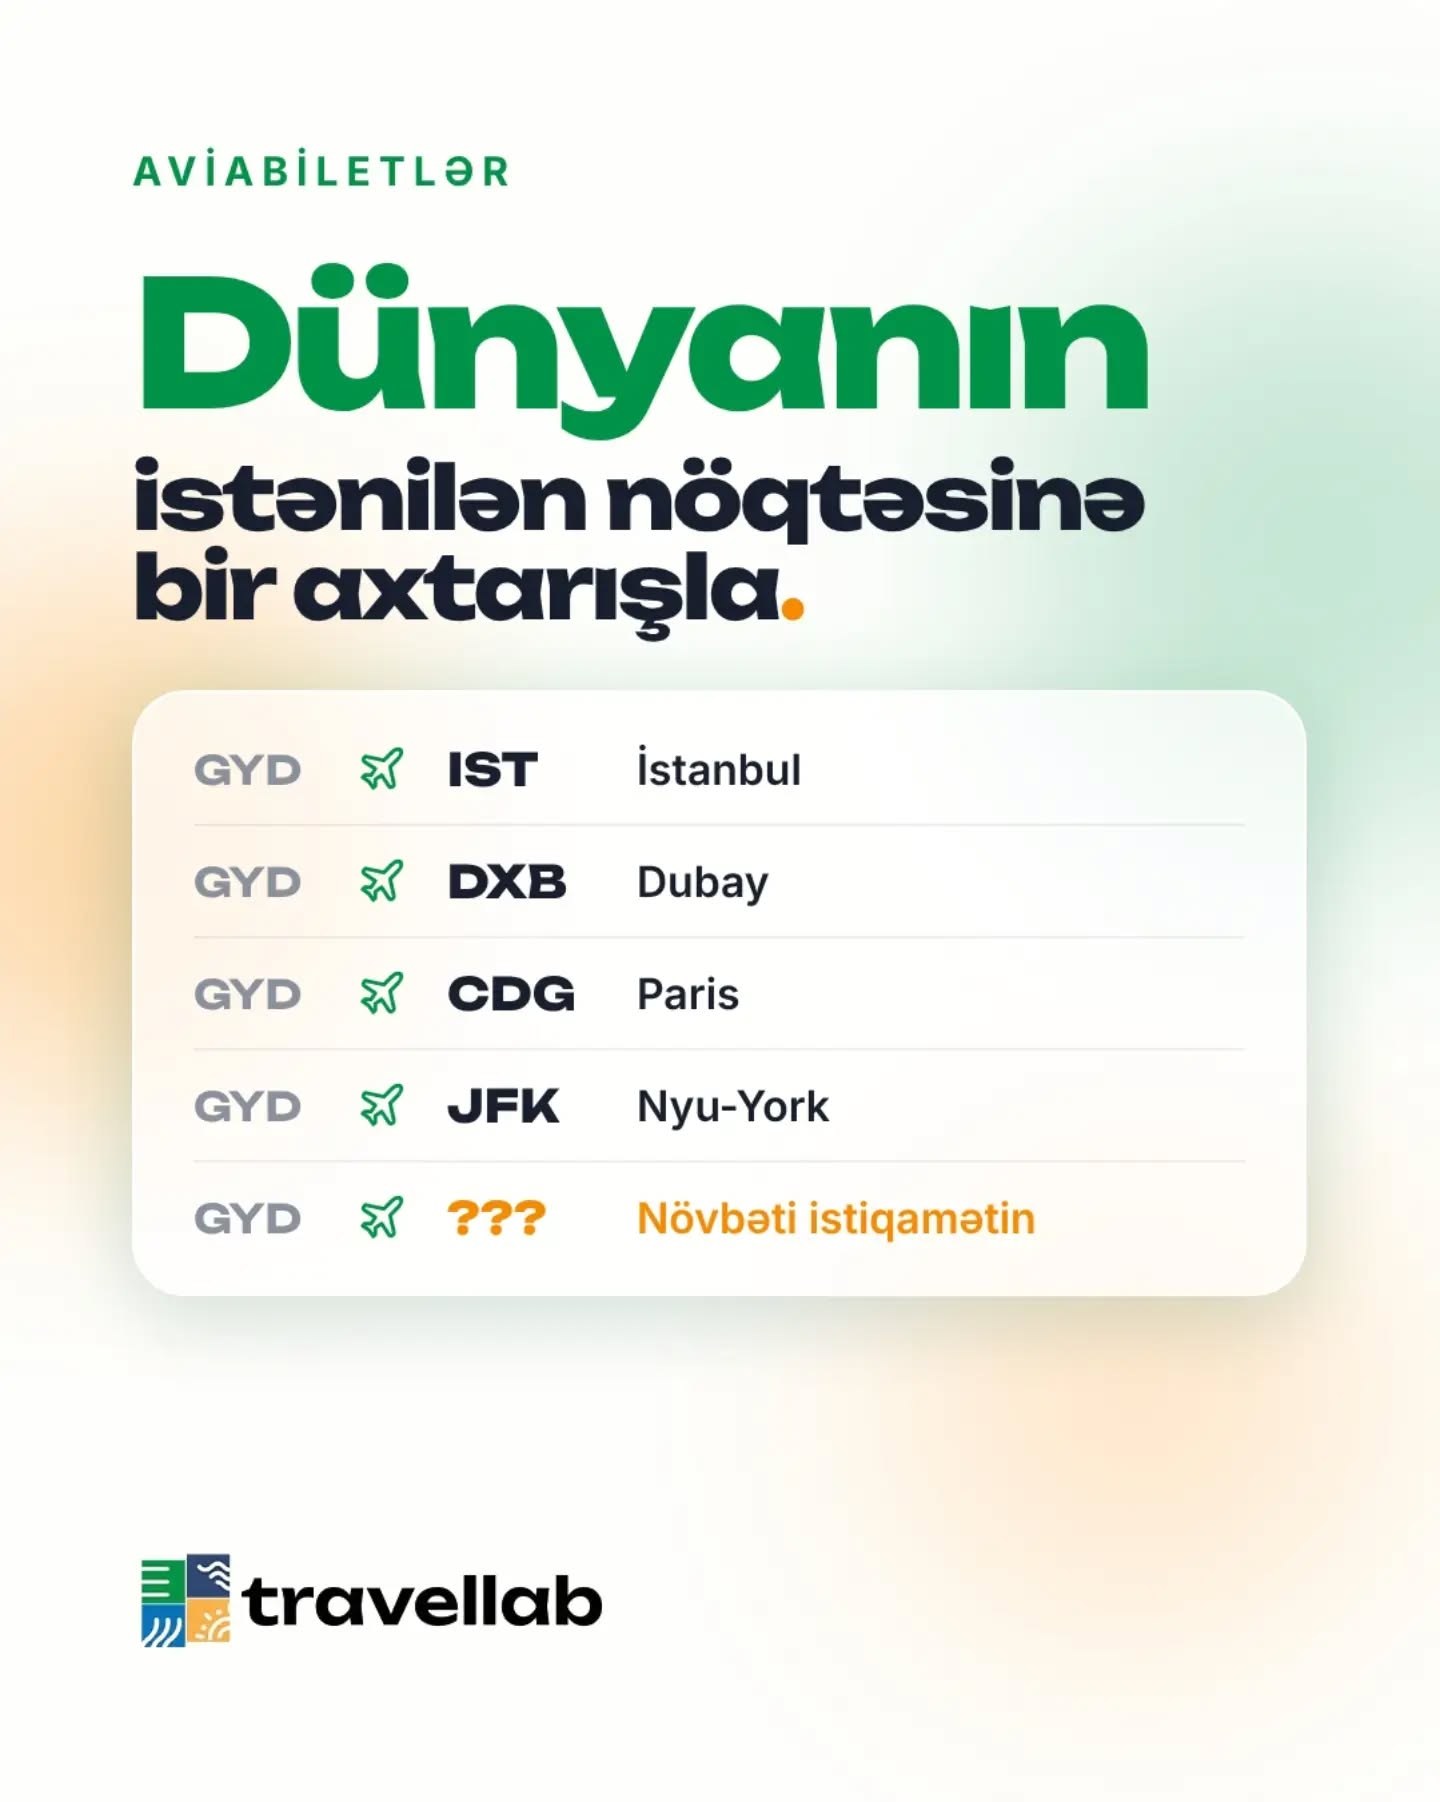 AVİABİLETLƏR
Dünyanın
istənilən nöqtəsinə
bir axtarışla.
GYD IST İstanbul
GYD DXB Dubay
GYD CDG Paris
GYD JFK Nyu-York
GYD ??? Növbəti istiqamətin
travellab